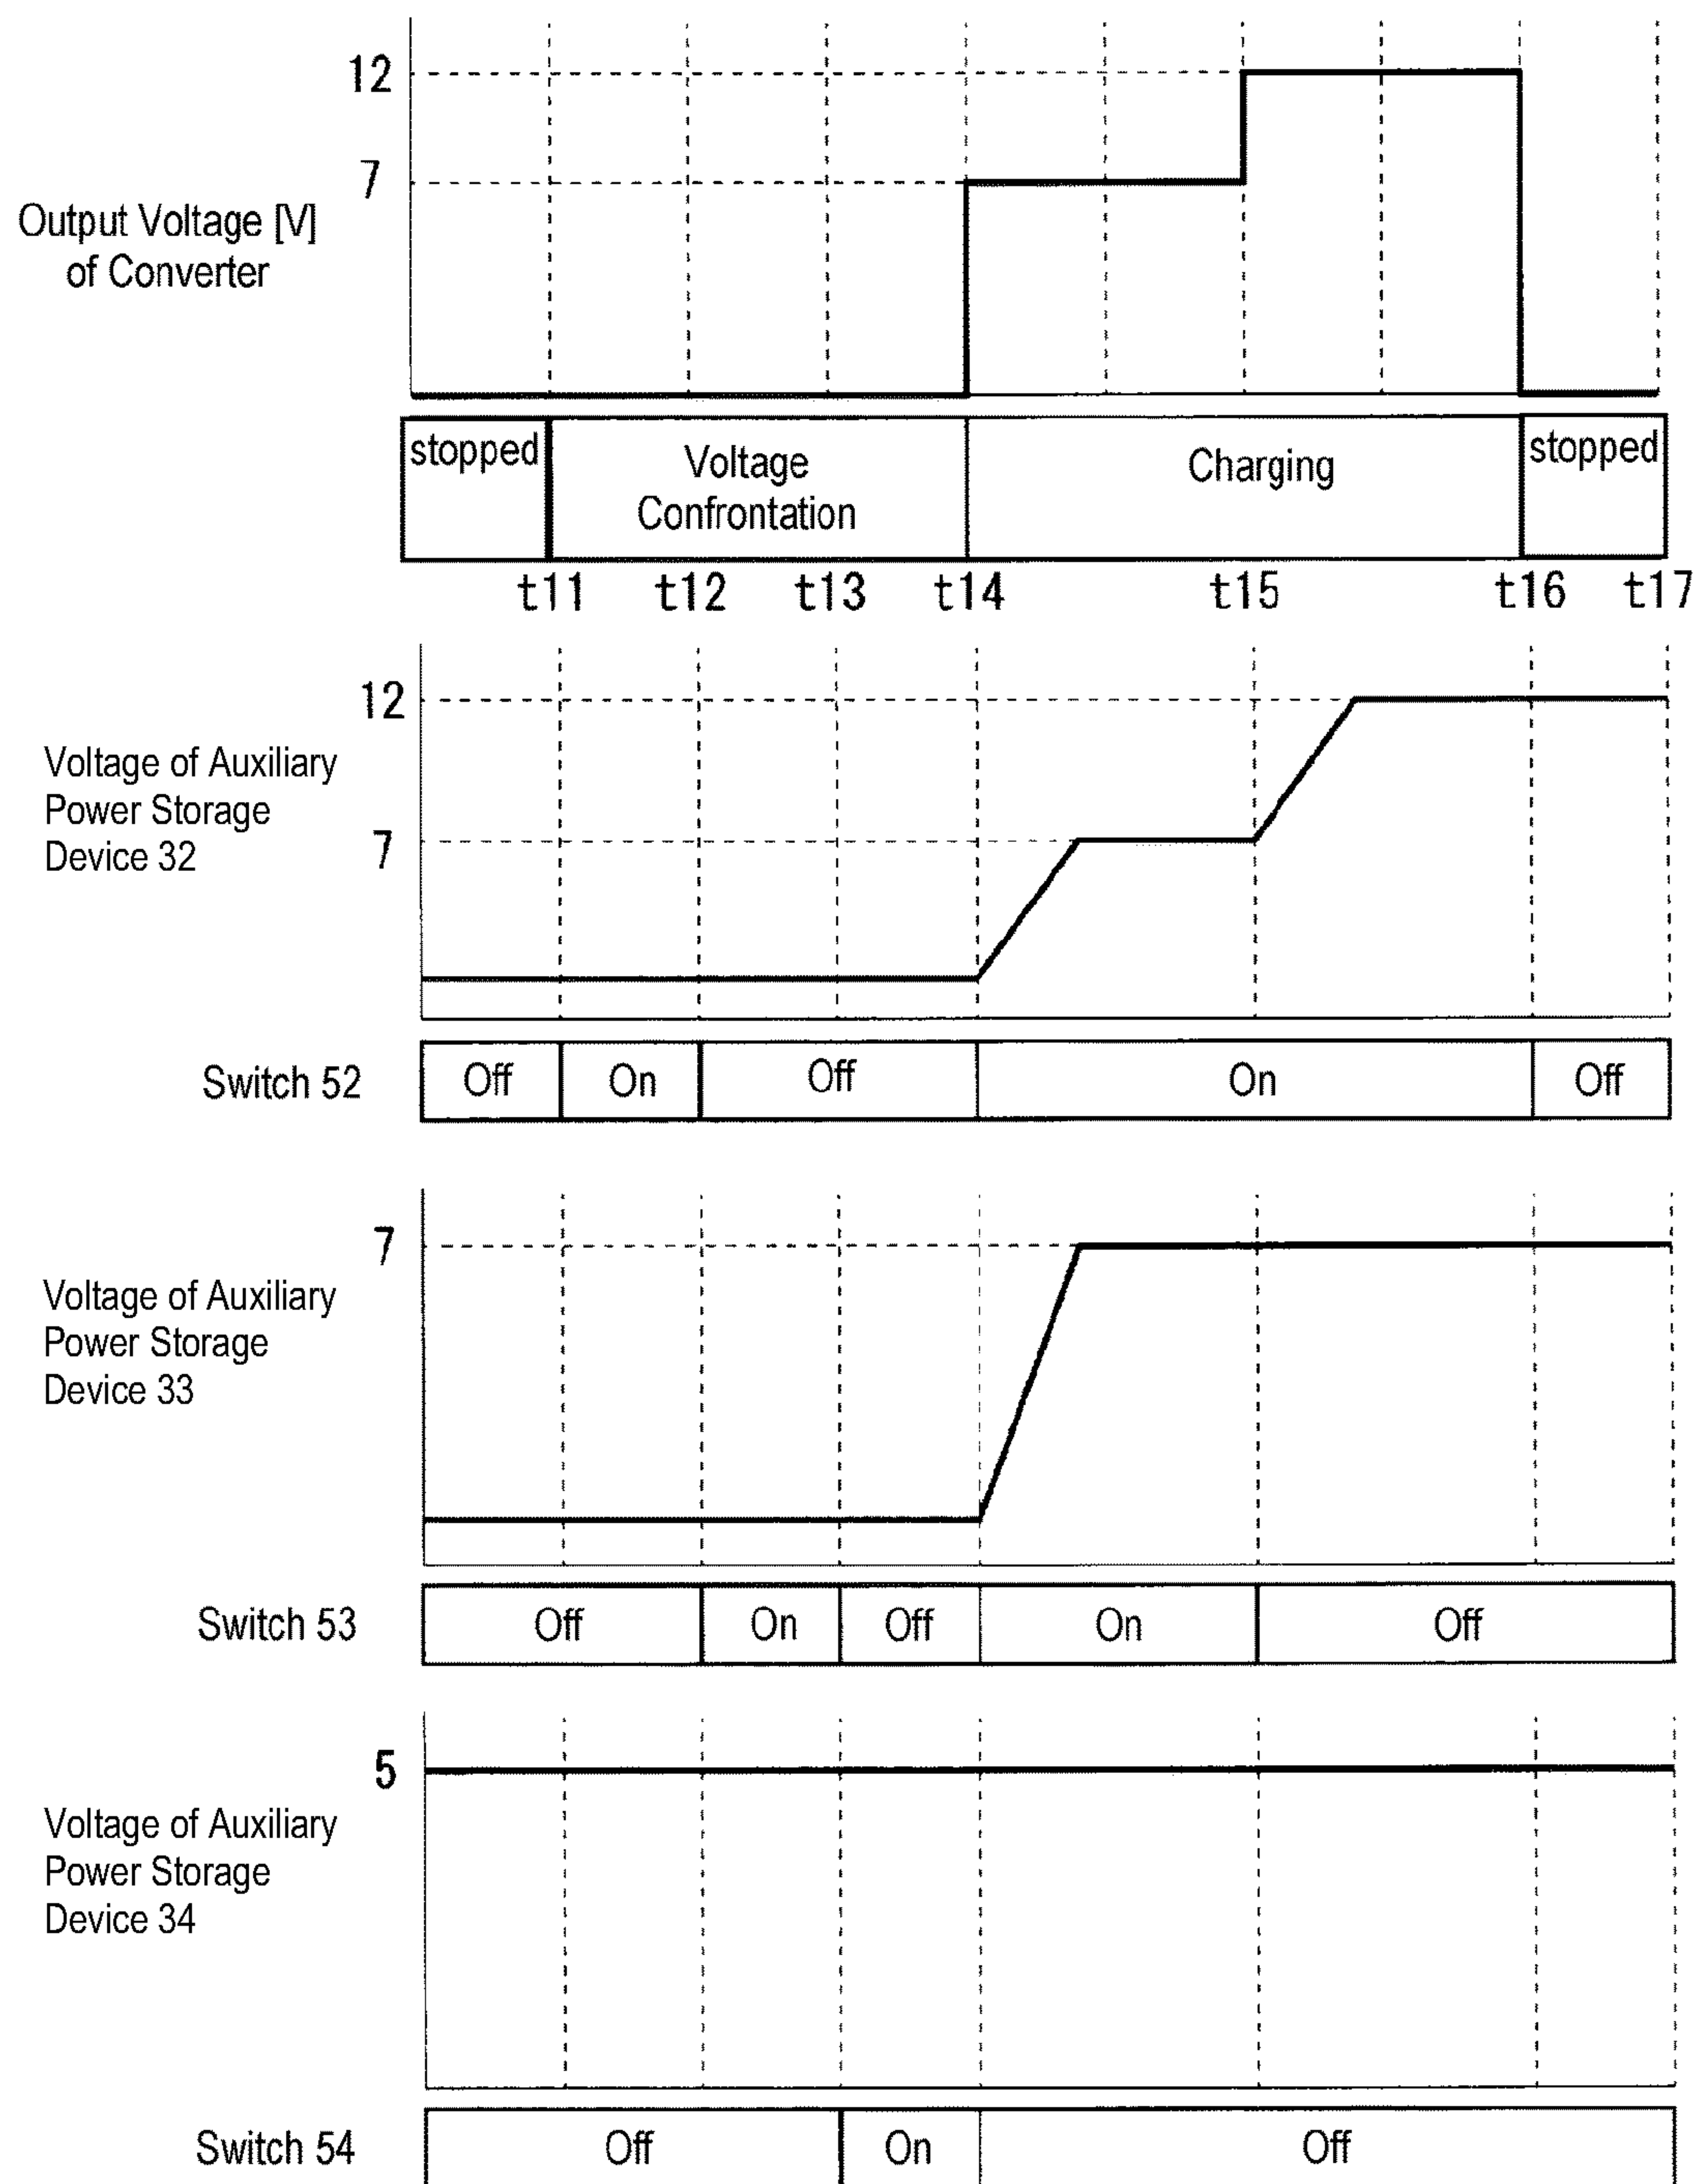 12
7
Output Voltage [V]
of Converter
stopped
Voltage
Confrontation
Charging
stopped
t11 t12 t13 t14 t15 t16 t17
12
Voltage of Auxiliary
Power Storage
Device 32
7
Switch 52 Off On Off On Off
7
Voltage of Auxiliary
Power Storage
Device 33
Switch 53 Off On Off On Off
5
Voltage of Auxiliary
Power Storage
Device 34
Switch 54 Off On Off